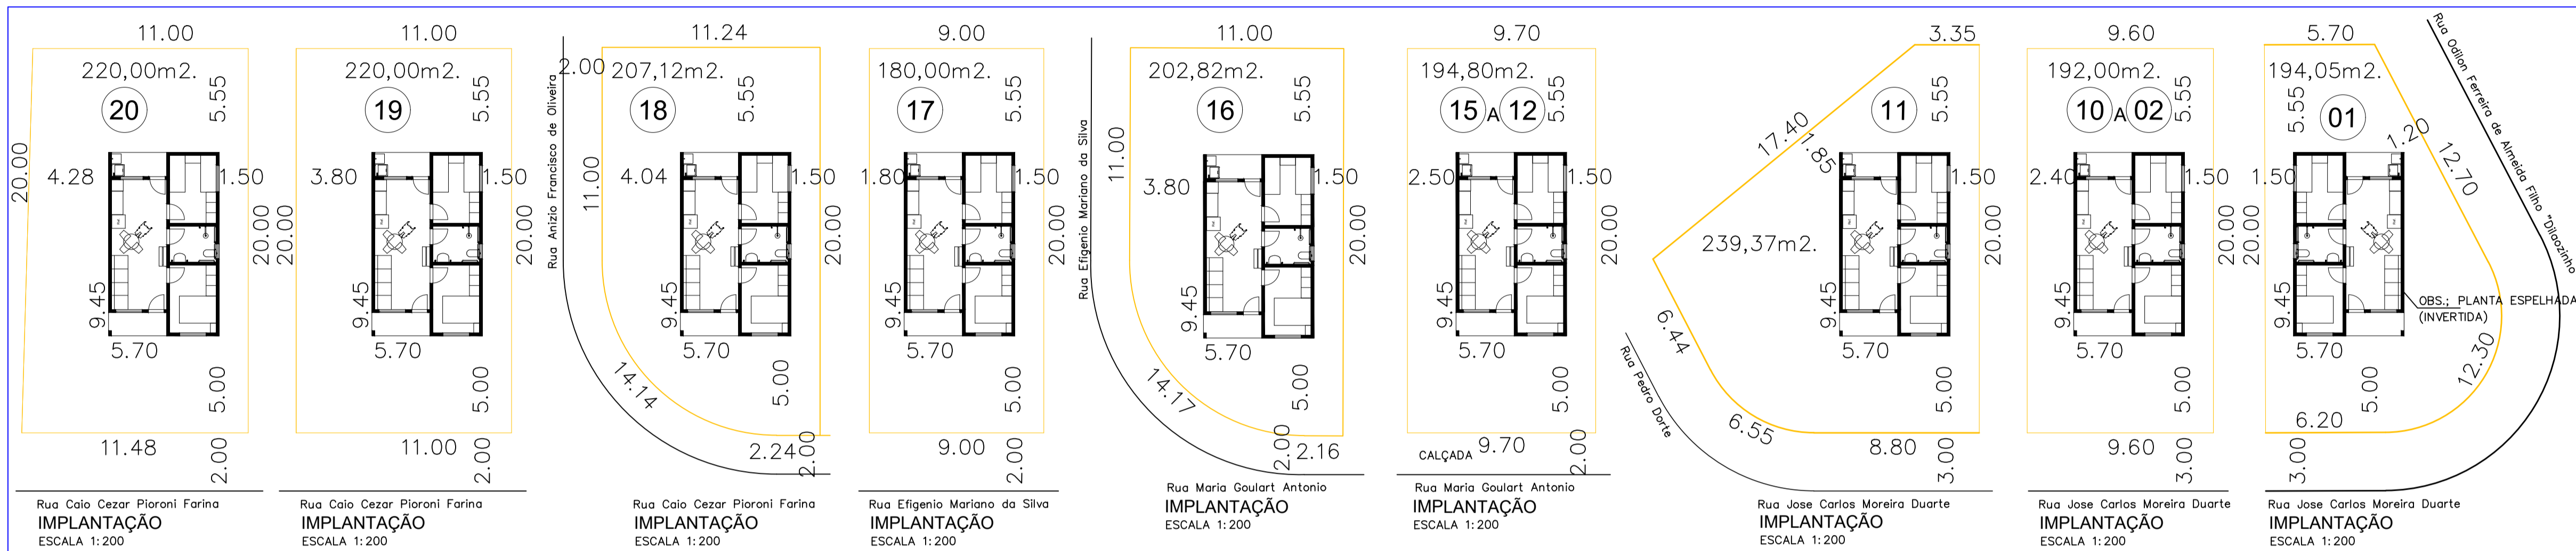 11.00
220,00m2.
5.55
20
20.00
4.28
1.50
20.00
9.45
5.70
5.00
11.48
2.00
Rua Caio Cezar Pioroni Farina
IMPLANTAÇÃO
ESCALA 1:200
11.00
220,00m2.
5.55
19
3.80
1.50
20.00
20.00
9.45
5.70
5.00
11.00
2.00
Rua Caio Cezar Pioroni Farina
IMPLANTAÇÃO
ESCALA 1:200
Rua Anizio Francisco de Oliveira
11.24
2.00
207,12m2.
5.55
18
11.00
4.04
1.50
20.00
9.45
5.70
14.14
5.00
2.24
2.00
Rua Caio Cezar Pioroni Farina
IMPLANTAÇÃO
ESCALA 1:200
9.00
180,00m2.
5.55
17
1.80
1.50
20.00
9.45
5.70
5.00
9.00
2.00
Rua Efigenio Mariano da Silva
IMPLANTAÇÃO
ESCALA 1:200
Rua Efigenio Mariano da Silva
11.00
202,82m2.
5.55
16
11.00
3.80
1.50
20.00
9.45
5.70
14.17
5.00
2.00
2.16
Rua Maria Goulart Antonio
IMPLANTAÇÃO
ESCALA 1:200
9.70
194,80m2.
5.55
15 A 12
2.50
1.50
20.00
9.45
5.70
5.00
CALÇADA
9.70
2.00
Rua Maria Goulart Antonio
IMPLANTAÇÃO
ESCALA 1:200
3.35
5.55
11
17.40
1.85
1.50
239,37m2.
20.00
9.45
6.44
5.70
Rua Pedro Dorte
5.00
6.55
8.80
3.00
Rua Jose Carlos Moreira Duarte
IMPLANTAÇÃO
ESCALA 1:200
9.60
192,00m2.
5.55
10 A 02
2.40
1.50
20.00
9.45
5.70
5.00
9.60
3.00
Rua Jose Carlos Moreira Duarte
IMPLANTAÇÃO
ESCALA 1:200
5.70
Rua Odilon Ferreira de Almeida Filho "Dilaozinho
194,05m2.
5.55
01
1.20
12.70
1.50
20.00
9.45
OBS.; PLANTA ESPELHADA
(INVERTIDA)
5.70
12.30
5.00
6.20
3.00
Rua Jose Carlos Moreira Duarte
IMPLANTAÇÃO
ESCALA 1:200